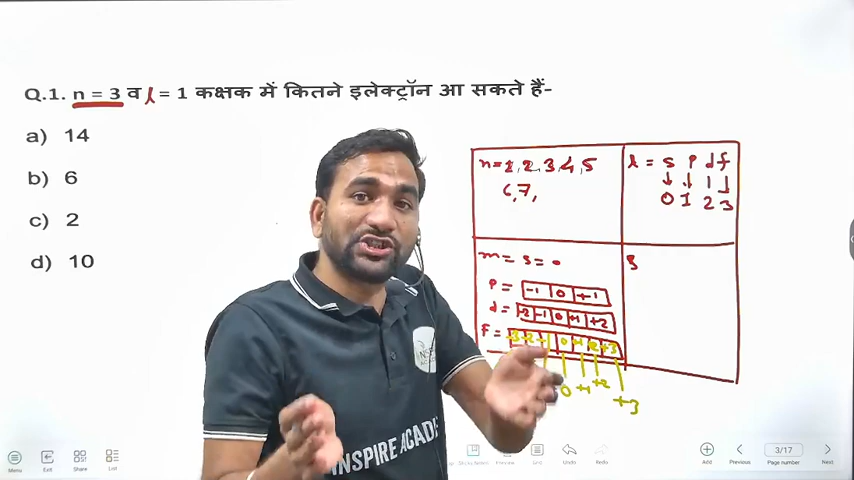 Q.1. n = 3 व l = 1 कक्षक में कितने इलेक्ट्रॉन आ सकते हैं-
a) 14
b) 6
c) 2
d) 10
n = 1,2,3,4,5
6,7,
l = s p d f
0 1 2 3
m = s = 0
s
p = -1 0 +1
d = +2 -1 0 +1 +2
f =
0 +1 +2
+3
INSPIRE ACADE
Menu
Exit
Share
List
Undo
Redo
Add
Previous
3/17
Page number
Next